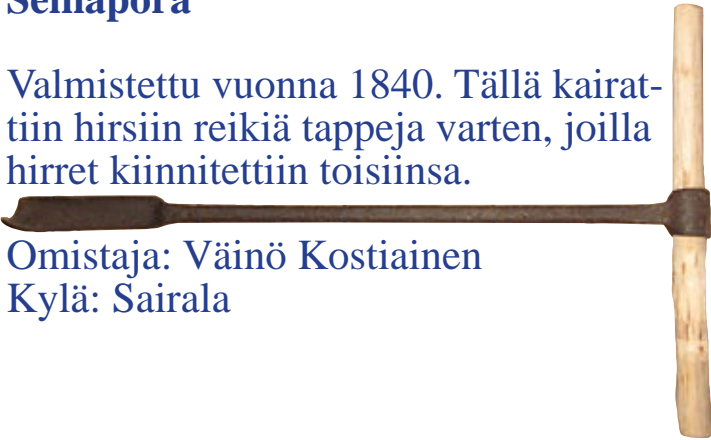 Seinäpora
Valmistettu vuonna 1840. Tällä kairat-
tiin hirsiin reikiä tappeja varten, joilla
hirret kiinnitettiin toisiinsa.
Omistaja: Väinö Kostiainen
Kylä: Sairala